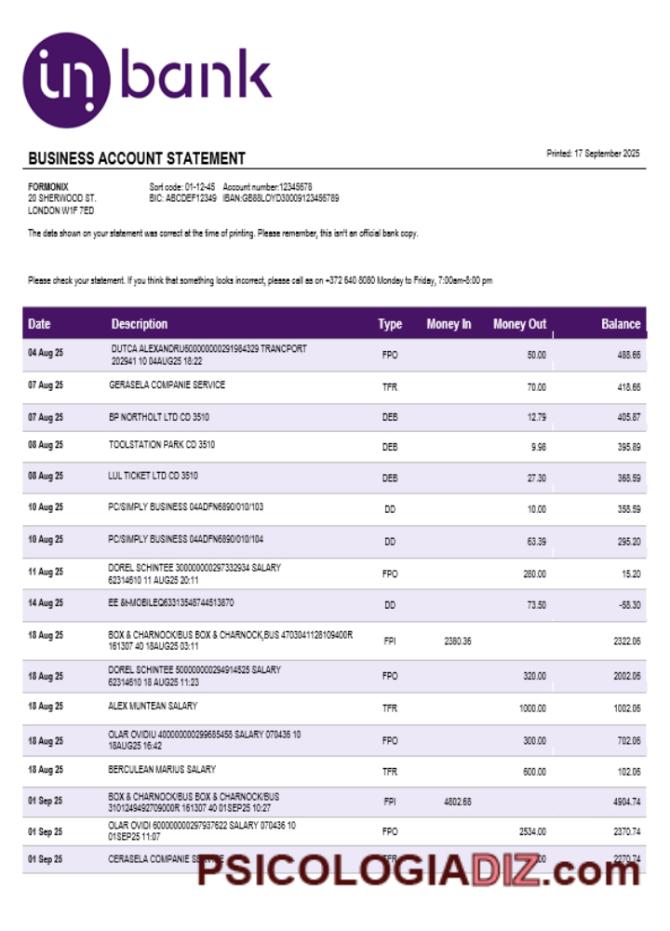 in bank
BUSINESS ACCOUNT STATEMENT
Printed: 17 September 2025
FORMONIX Sort code: 01-12-45 Account number:12345678
20 SHERWOOD ST. BIC: ABCDEF12349 IBAN:GB88LOYD30009123456789
LONDON W1F 7ED
The data shown on your statement was correct at the time of printing. Please remember, this isn't an official bank copy.
Please check your statement. If you think that something looks incorrect, please call as on +372 640 8080 Monday to Friday, 7:00am-8:00 pm
Date Description Type Money In Money Out Balance
04 Aug 25 DUTCA ALEXANDRU600000000291984329 TRANCPORT FPO 50.00 488.66
202941 10 04AUG25 18:22
07 Aug 25 GERASELA COMPANIE SERVICE TFR 70.00 418.66
07 Aug 25 BP NORTHOLT LTD CD 3510 DEB 12.79 405.87
08 Aug 25 TOOLSTATION PARK CD 3510 DEB 9.98 395.89
08 Aug 25 LUL TICKET LTD CD 3510 DEB 27.30 368.59
10 Aug 25 PC/SIMPLY BUSINESS 04ADFN6890/010/103 DD 10.00 358.59
10 Aug 25 PC/SIMPLY BUSINESS 04ADFN6890/010/104 DD 63.39 295.20
11 Aug 25 DOREL SCHINTEE 300000000297332934 SALARY FPO 280.00 15.20
62314610 11 AUG25 20:11
14 Aug 25 EE &MOBILEQ63313548744513870 DD 73.50 -58.30
18 Aug 25 BOX & CHARNOCK/BUS BOX & CHARNOCK,BUS 4703041128109400R FPI 2380.36 2322.06
161307 40 18AUG25 03:11
18 Aug 25 DOREL SCHINTEE 500000000294914525 SALARY FPO 320.00 2002.06
62314610 18 AUG25 11:23
18 Aug 25 ALEX MUNTEAN SALARY TFR 1000.00 1002.06
18 Aug 25 OLAR OVIDIU 400000000299685458 SALARY 070436 10 FPO 300.00 702.06
18AUG25 16:42
18 Aug 25 BERCULEAN MARIUS SALARY TFR 600.00 102.06
01 Sep 25 BOX & CHARNOCK/BUS BOX & CHARNOCK/BUS FPI 4802.68 4904.74
3101249492709000R 161307 40 01SEP25 10:27
01 Sep 25 OLAR OVIDI 600000000297937622 SALARY 070436 10 FPO 2534.00 2370.74
01SEP25 11:07
01 Sep 25 CERASELA COMPANIE SERVICE TFR 2270.74
PSICOLOGIADIZ.com